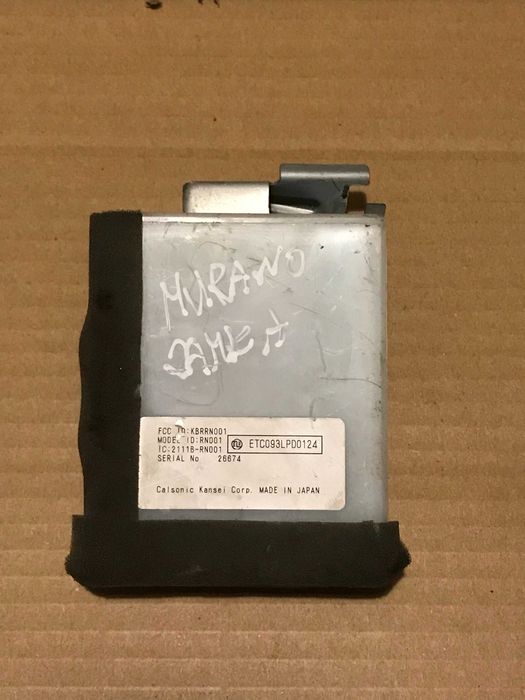 MURANO
FCC ID:KBRRN001
MODEL ID:RN001
IC:2111B-RN001
ETC093LPD0124
SERIAL No 26674
Calsonic Kansei Corp. MADE IN JAPAN